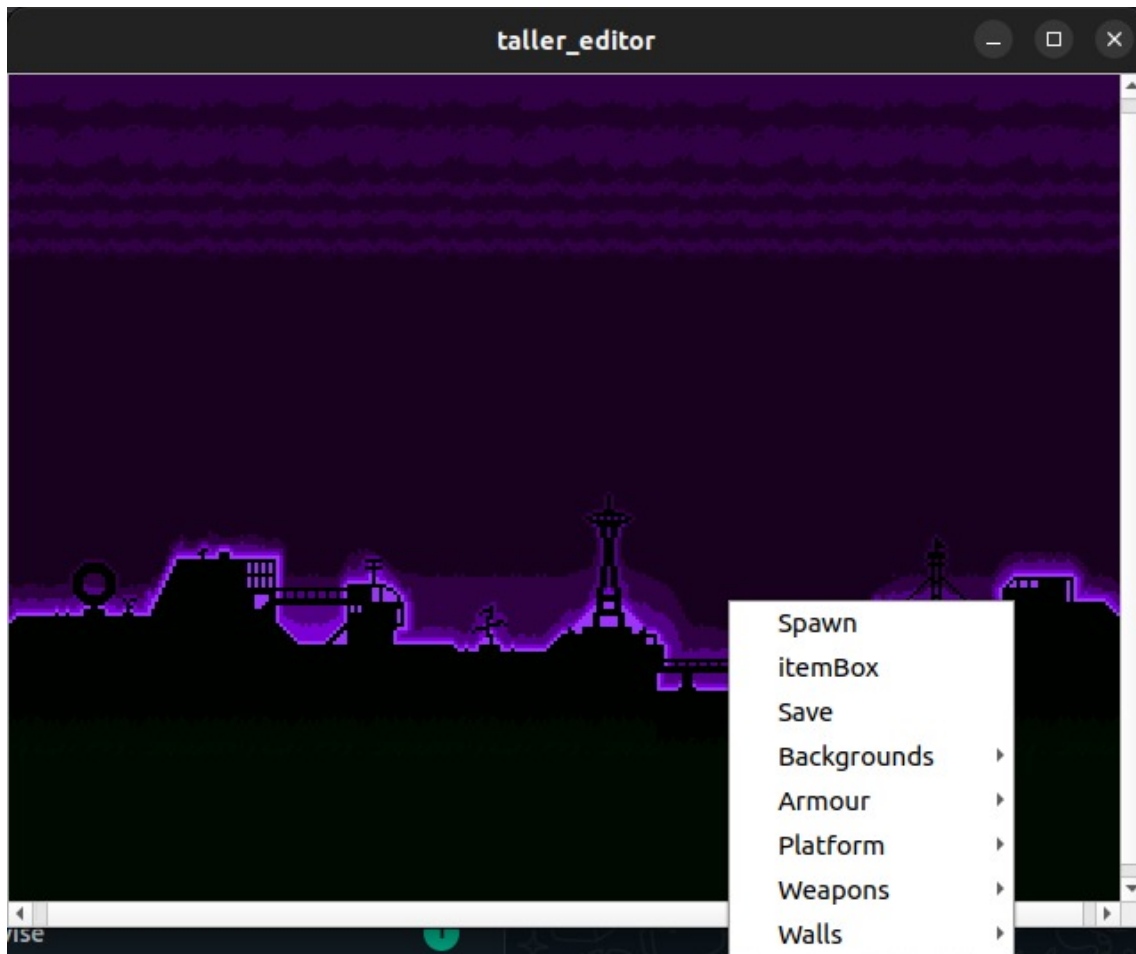 taller_editor
Spawn
itemBox
Save
Backgrounds
Armour
Platform
Weapons
Walls